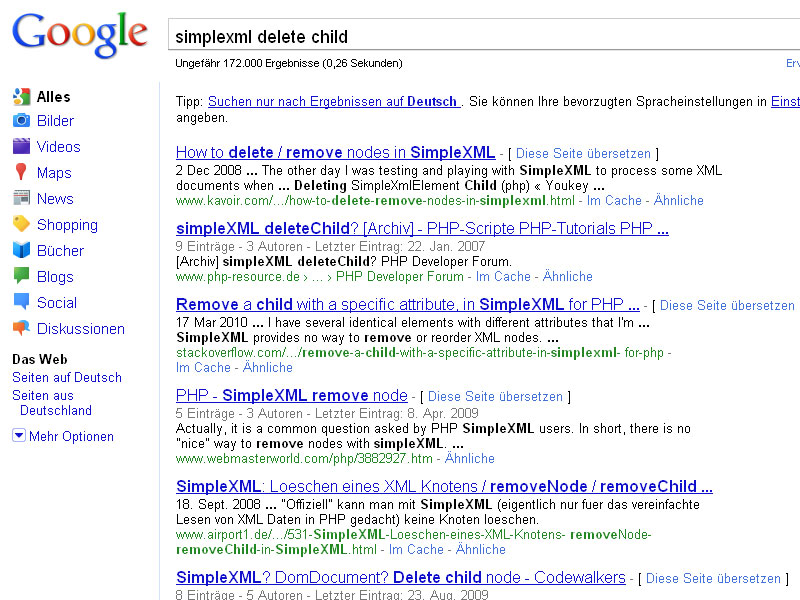 Google
simplexml delete child
Ungefähr 172.000 Ergebnisse (0,26 Sekunden)
Alles
Bilder
Videos
Maps
News
Shopping
Bücher
Blogs
Social
Diskussionen
Das Web
Seiten auf Deutsch
Seiten aus
Deutschland
Mehr Optionen
Tipp: Suchen nur nach Ergebnissen auf Deutsch . Sie können Ihre bevorzugten Spracheinstellungen in
angeben.
How to delete / remove nodes in SimpleXML - [ Diese Seite übersetzen ]
2 Dec 2008 ... The other day I was testing and playing with SimpleXML to process some XML
documents when ... Deleting SimpleXmlElement Child (php) « Youkey ...
www.kavoir.com/.../how-to-delete-remove-nodes-in-simplexml.html - Im Cache - Ähnliche
simpleXML deleteChild? [Archiv] - PHP-Scripte PHP-Tutorials PHP ...
9 Einträge - 3 Autoren - Letzter Eintrag: 22. Jan. 2007
[Archiv] simpleXML deleteChild? PHP Developer Forum.
www.php-resource.de › ... › PHP Developer Forum - Im Cache - Ähnliche
Remove a child with a specific attribute, in SimpleXML for PHP ... - [ Diese Seite übersetzen
17 Mar 2010 ... I have several identical elements with different attributes that I'm ...
SimpleXML provides no way to remove or reorder XML nodes. ...
stackoverflow.com/.../remove-a-child-with-a-specific-attribute-in-simplexml- for-php -
Im Cache - Ähnliche
PHP - SimpleXML remove node - [ Diese Seite übersetzen ]
5 Einträge - 3 Autoren - Letzter Eintrag: 8. Apr. 2009
Actually, it is a common question asked by PHP SimpleXML users. In short, there is no
"nice" way to remove nodes with simpleXML. ...
www.webmasterworld.com/php/3882927.htm - Ähnliche
SimpleXML: Loeschen eines XML Knotens / removeNode / removeChild ...
18. Sept. 2008 ... "Offiziell" kann man mit SimpleXML (eigentlich nur fuer das vereinfachte
Lesen von XML Daten in PHP gedacht) keine Knoten loeschen.
www.airport1.de/.../531-SimpleXML-Loeschen-eines-XML-Knotens- removeNode-
removeChild-in-SimpleXML.html - Im Cache - Ähnliche
SimpleXML? DomDocument? Delete child node - Codewalkers - [ Diese Seite übersetzen ]
8 Einträge - 5 Autoren - Letzter Eintrag: 23. Aug. 2009